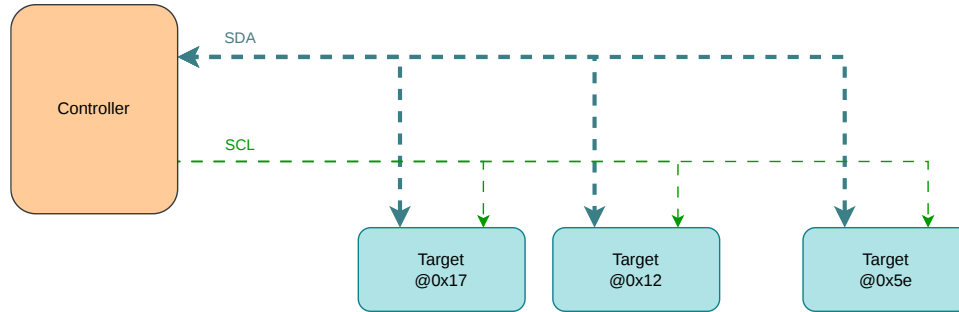 SDA
Controller
SCL
Target
@0x17
Target
@0x12
Target
@0x5e